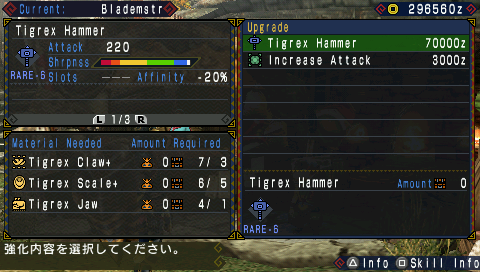 Current: Blademstr
296560z
Tigrex Hammer
Attack 220
Shrpnss
RARE-6 Slots --- Affinity -20%
L 1/3 R
Material Needed Amount Required
Tigrex Claw+ 0 7/ 3
Tigrex Scale+ 0 6/ 5
Tigrex Jaw 0 4/ 1
Upgrade
Tigrex Hammer 70000z
Increase Attack 3000z
Tigrex Hammer Amount 0
RARE-6
強化内容を選択してください。
△ Info □ Skill Info